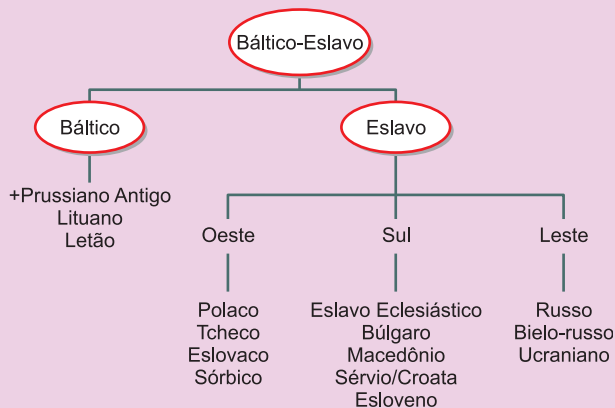 Báltico-Eslavo
Báltico
Eslavo
+Prussiano Antigo
Lituano
Letão
Oeste
Sul
Leste
Polaco
Tcheco
Eslovaco
Sórbico
Eslavo Eclesiástico
Búlgaro
Macedônio
Sérvio/Croata
Esloveno
Russo
Bielo-russo
Ucraniano